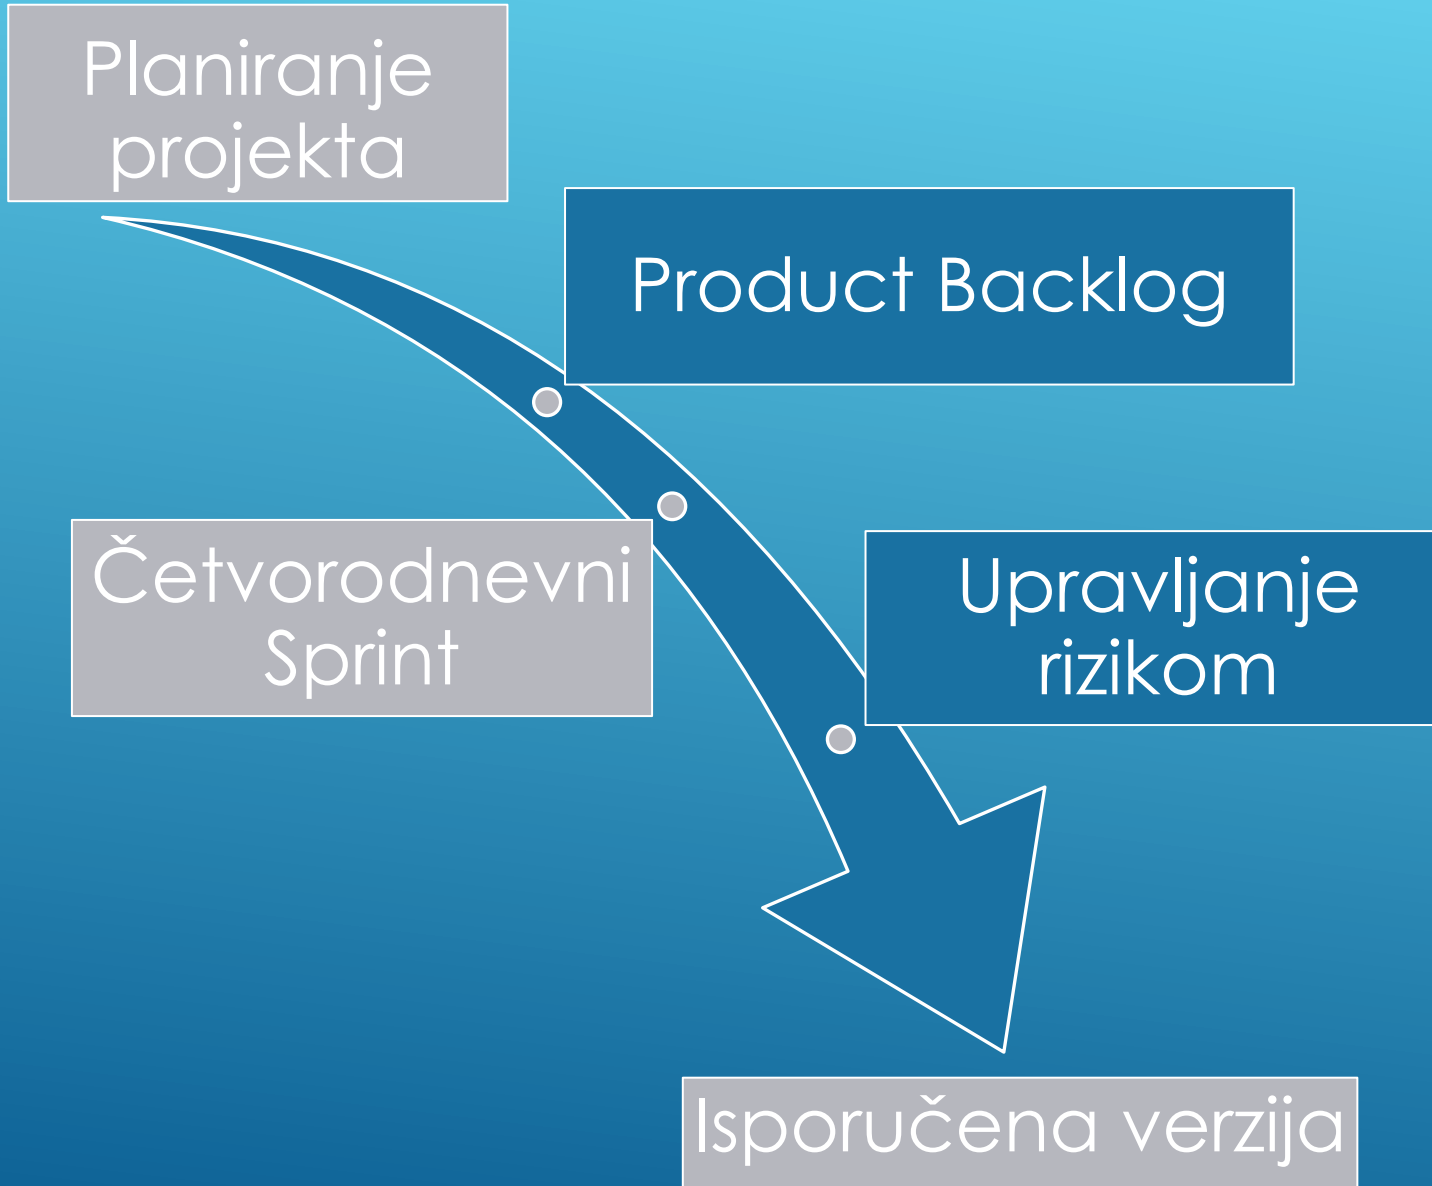 Planiranje
projekta
Product Backlog
Četvorodnevni
Sprint
Upravljanje
rizikom
Isporučena verzija